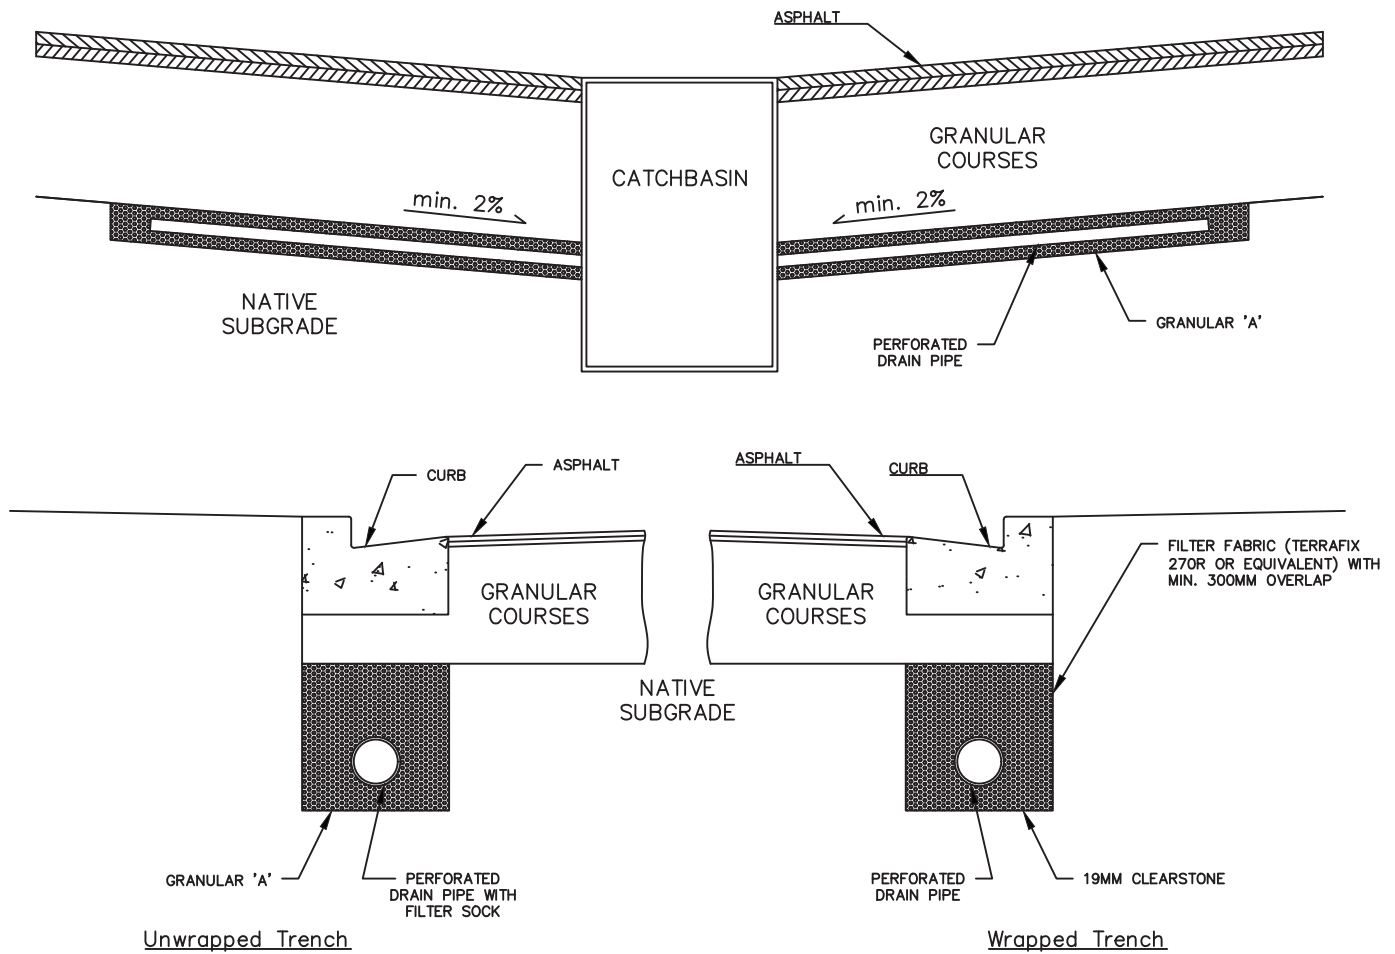 ASPHALT
GRANULAR
COURSES
CATCHBASIN
min. 2%
min. 2%
NATIVE
SUBGRADE
GRANULAR 'A'
PERFORATED
DRAIN PIPE
CURB
ASPHALT
ASPHALT
CURB
FILTER FABRIC (TERRAFIX
270R OR EQUIVALENT) WITH
MIN. 300MM OVERLAP
GRANULAR
COURSES
GRANULAR
COURSES
NATIVE
SUBGRADE
GRANULAR 'A'
PERFORATED
DRAIN PIPE WITH
FILTER SOCK
PERFORATED
DRAIN PIPE
19MM CLEARSTONE
Unwrapped Trench
Wrapped Trench